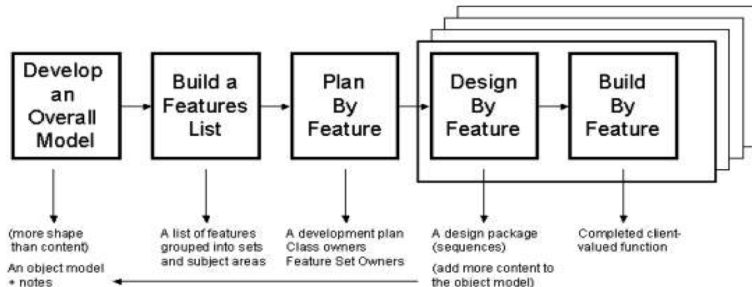 Develop
an
Overall
Model
Build a
Features
List
Plan
By
Feature
Design
By
Feature
Build
By
Feature
(more shape
than content)
An object model
+ notes
A list of features
grouped into sets
and subject areas
A development plan
Class owners
Feature Set Owners
A design package
(sequences)
(add more content to
the object model)
Completed client-
valued function